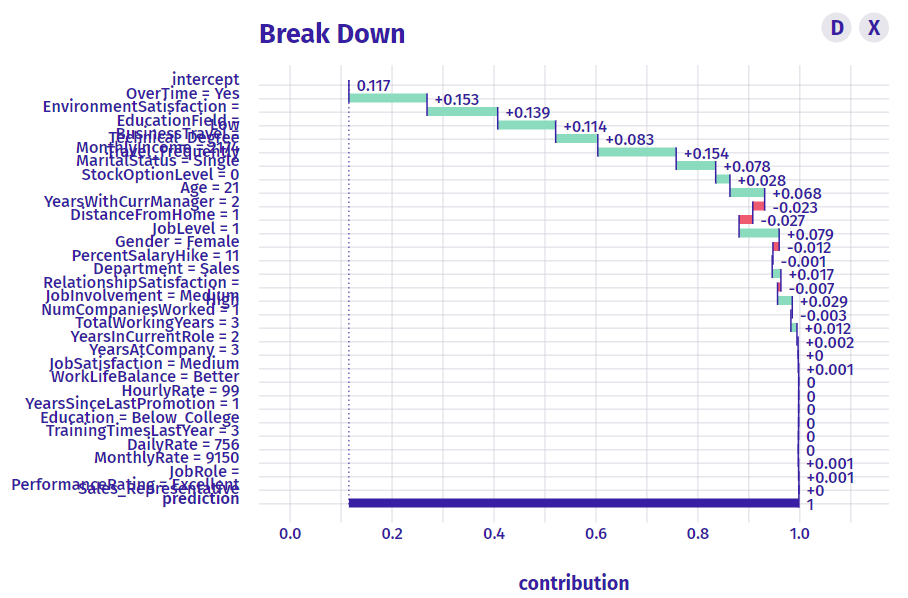 Break Down
D X
intercept
OverTime = Yes
EnvironmentSatisfaction =
Low
EducationField =
Technical_Degree
BusinessTravel =
Travel_Frequently
MonthlyIncome = 2174
MaritalStatus = Single
StockOptionLevel = 0
Age = 21
YearsWithCurrManager = 2
DistanceFromHome = 1
JobLevel = 1
Gender = Female
PercentSalaryHike = 11
Department = Sales
RelationshipSatisfaction =
High
JobInvolvement = Medium
NumCompaniesWorked = 1
TotalWorkingYears = 3
YearsInCurrentRole = 2
YearsAtCompany = 3
JobSatisfaction = Medium
WorkLifeBalance = Better
HourlyRate = 99
YearsSinceLastPromotion = 1
Education = Below_College
TrainingTimesLastYear = 3
DailyRate = 756
MonthlyRate = 9150
JobRole =
Sales_Representative
PerformanceRating = Excellent
prediction
0.117
+0.153
+0.139
+0.114
+0.083
+0.154
+0.078
+0.028
+0.068
-0.023
-0.027
+0.079
-0.012
-0.001
+0.017
-0.007
+0.029
-0.003
+0.012
+0.002
+0
+0.001
0
0
0
0
0
0
+0.001
+0.001
+0
1
0.0 0.2 0.4 0.6 0.8 1.0
contribution